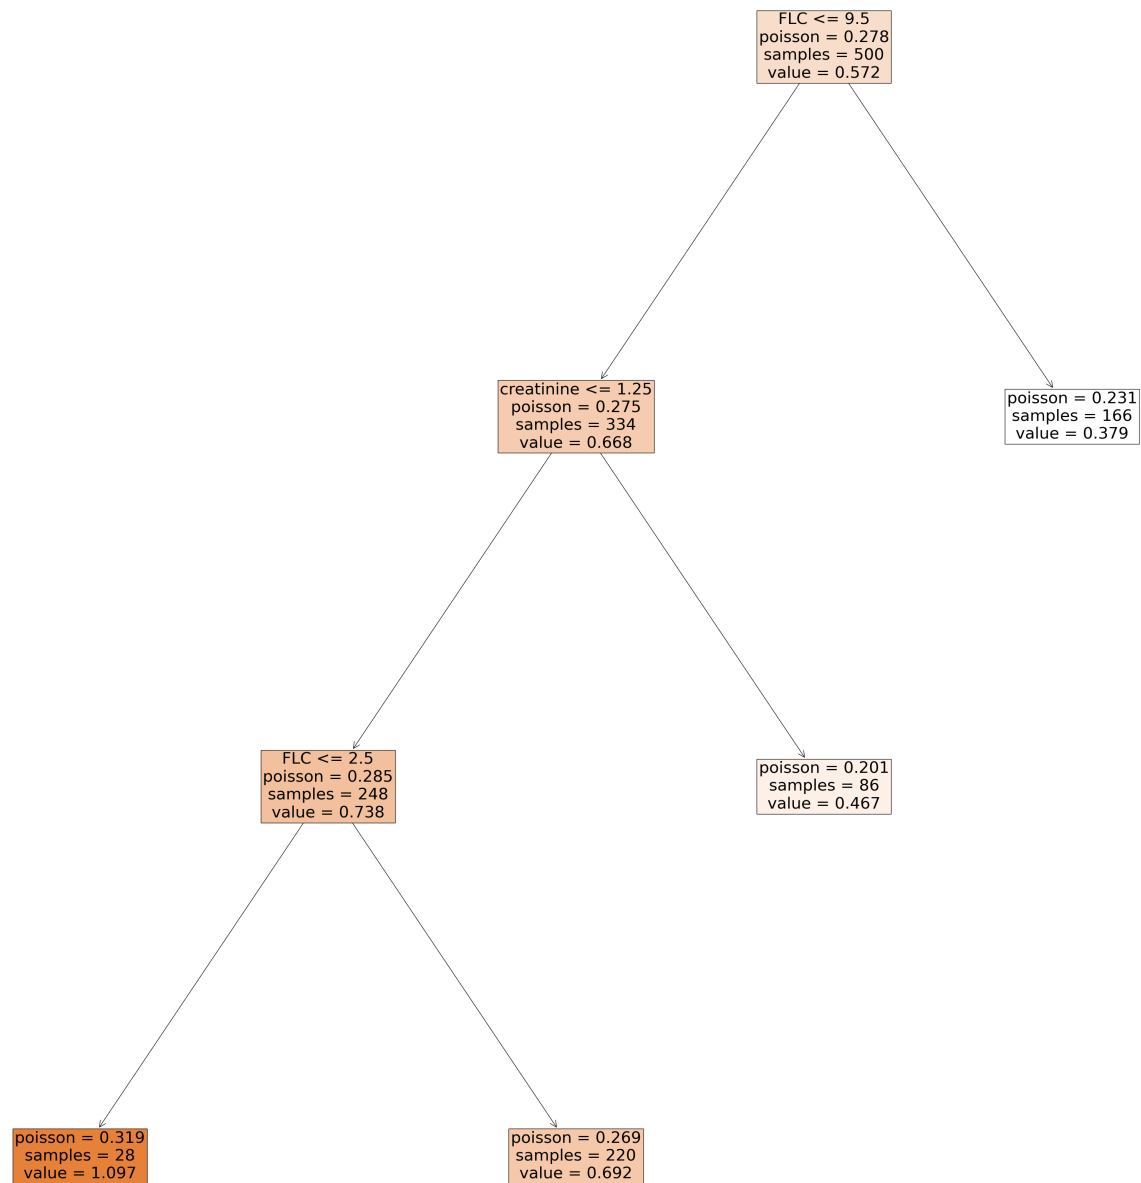 FLC <= 9.5
poisson = 0.278
samples = 500
value = 0.572
creatinine <= 1.25
poisson = 0.275
samples = 334
value = 0.668
poisson = 0.231
samples = 166
value = 0.379
FLC <= 2.5
poisson = 0.285
samples = 248
value = 0.738
poisson = 0.201
samples = 86
value = 0.467
poisson = 0.319
samples = 28
value = 1.097
poisson = 0.269
samples = 220
value = 0.692